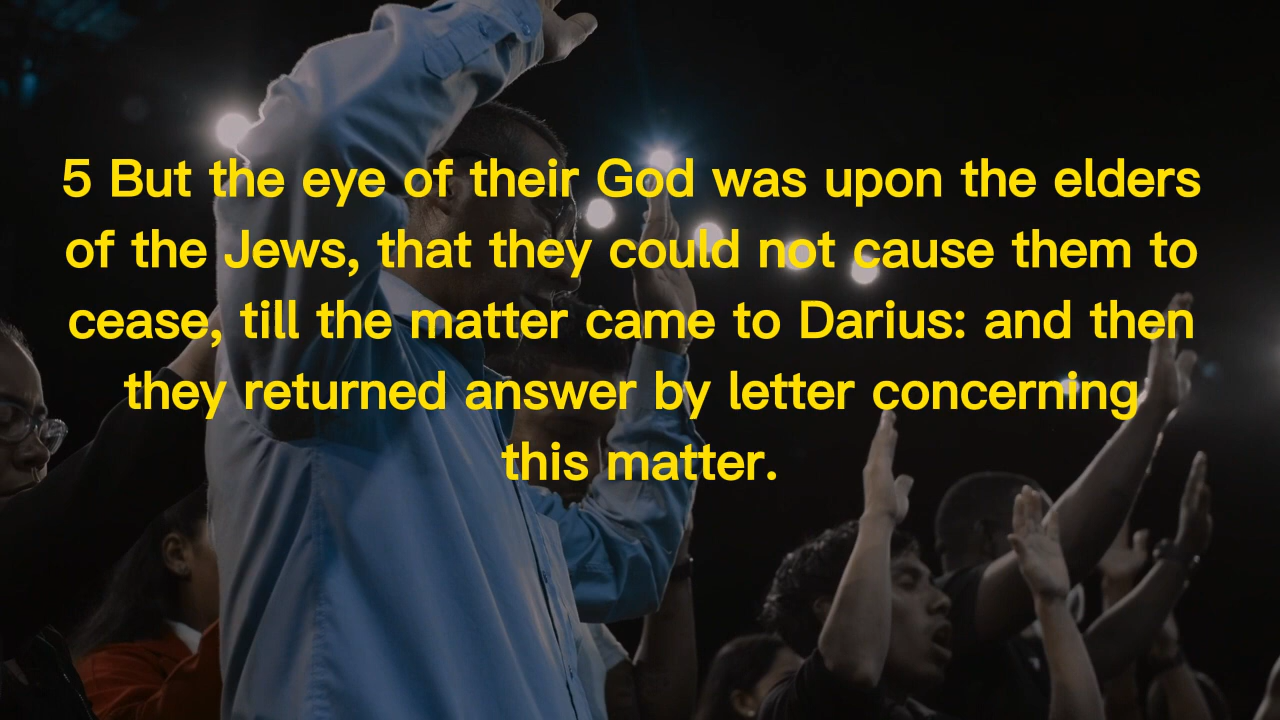 5 But the eye of their God was upon the elders
of the Jews, that they could not cause them to
cease, till the matter came to Darius: and then
they returned answer by letter concerning
this matter.